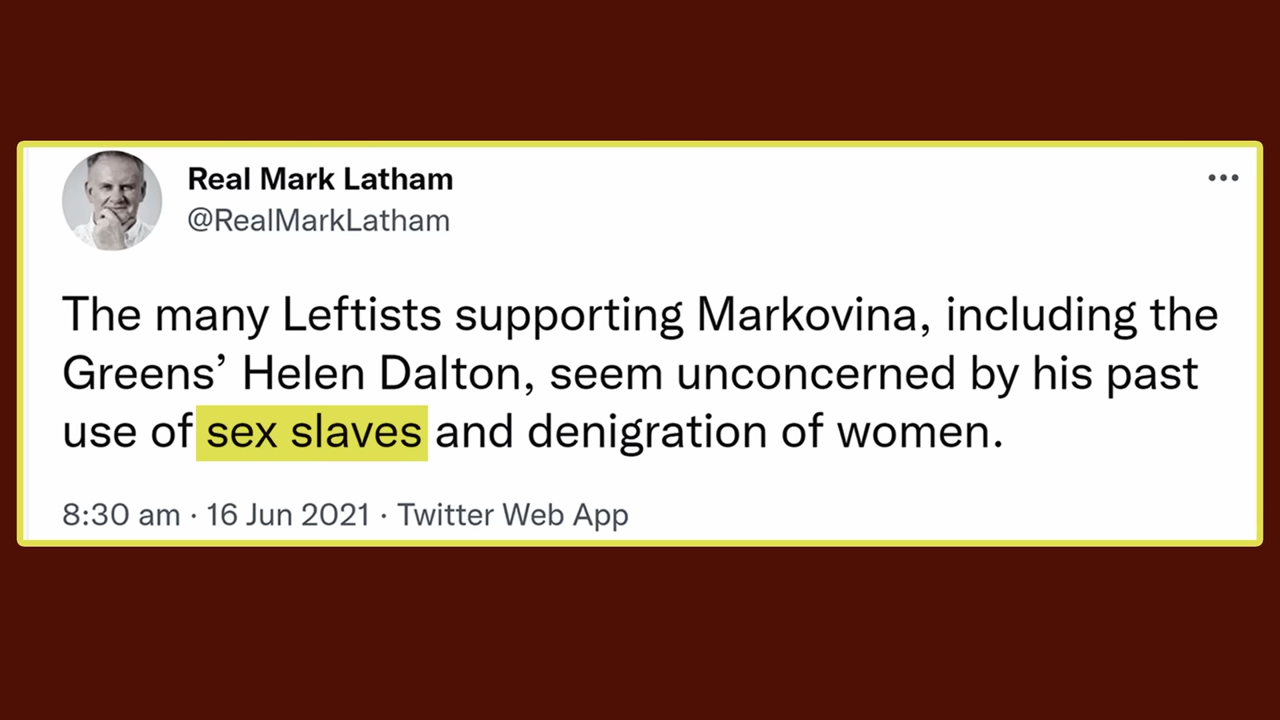 Real Mark Latham
@RealMarkLatham
The many Leftists supporting Markovina, including the
Greens’ Helen Dalton, seem unconcerned by his past
use of sex slaves and denigration of women.
8:30 am · 16 Jun 2021 · Twitter Web App